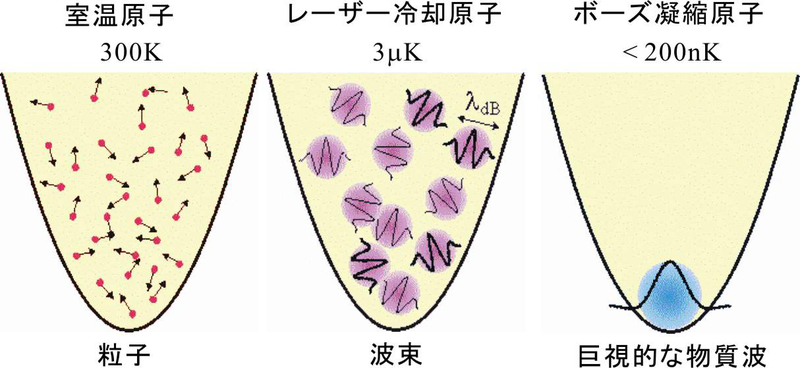 室温原子
300K
レーザー冷却原子
3μK
ボーズ凝縮原子
<200nK
λdB
粒子
波束
巨視的な物質波